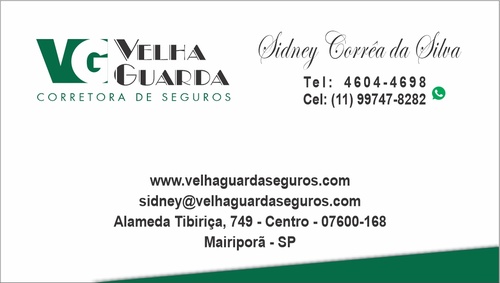 VG VELHA GUARDA
CORRETORA DE SEGUROS
Sidney Corrêa da Silva
Tel: 4604-4698
Cel: (11) 99747-8282
www.velhaguardaseguros.com
sidney@velhaguardaseguros.com
Alameda Tibiriça, 749 - Centro - 07600-168
Mairiporã - SP